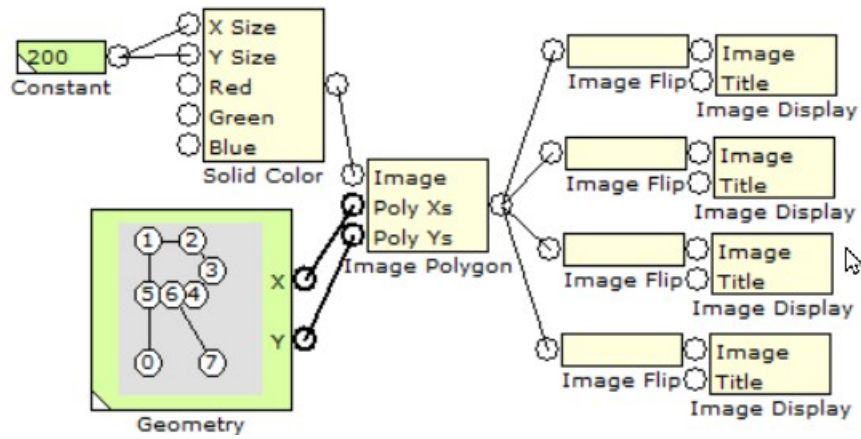 200
Constant
X Size
Y Size
Red
Green
Blue
Solid Color
1 2
3
5 6 4
0 7
X
Y
Geometry
Image
Poly Xs
Poly Ys
Image Polygon
Image Flip
Image
Title
Image Display
Image Flip
Image
Title
Image Display
Image Flip
Image
Title
Image Display
Image Flip
Image
Title
Image Display